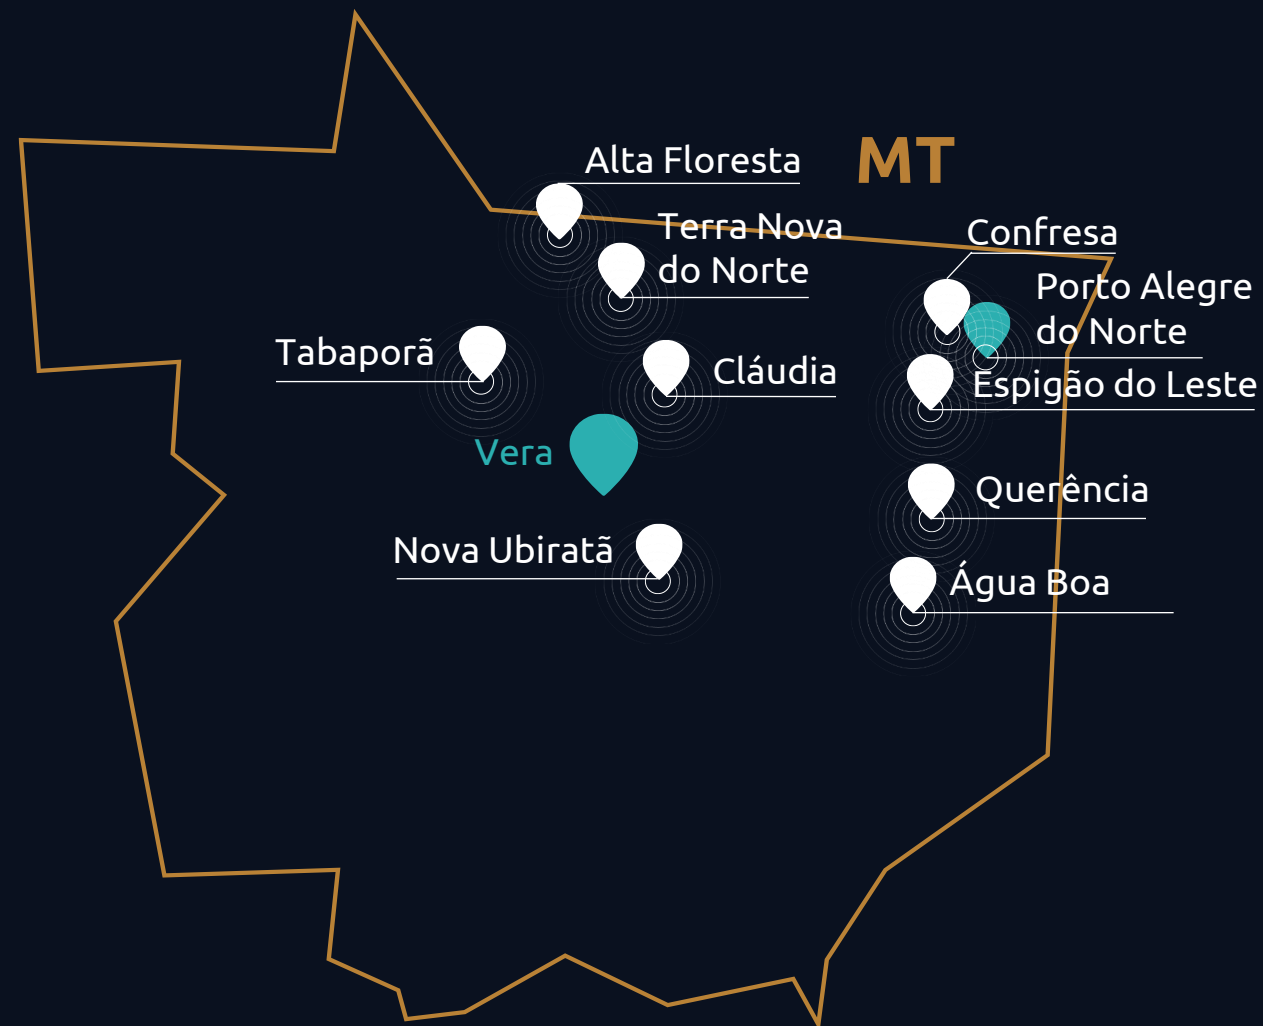 MT
Alta Floresta
Terra Nova
do Norte
Confresa
Porto Alegre
do Norte
Tabaporã
Cláudia
Espigão do Leste
Vera
Querência
Nova Ubiratã
Água Boa